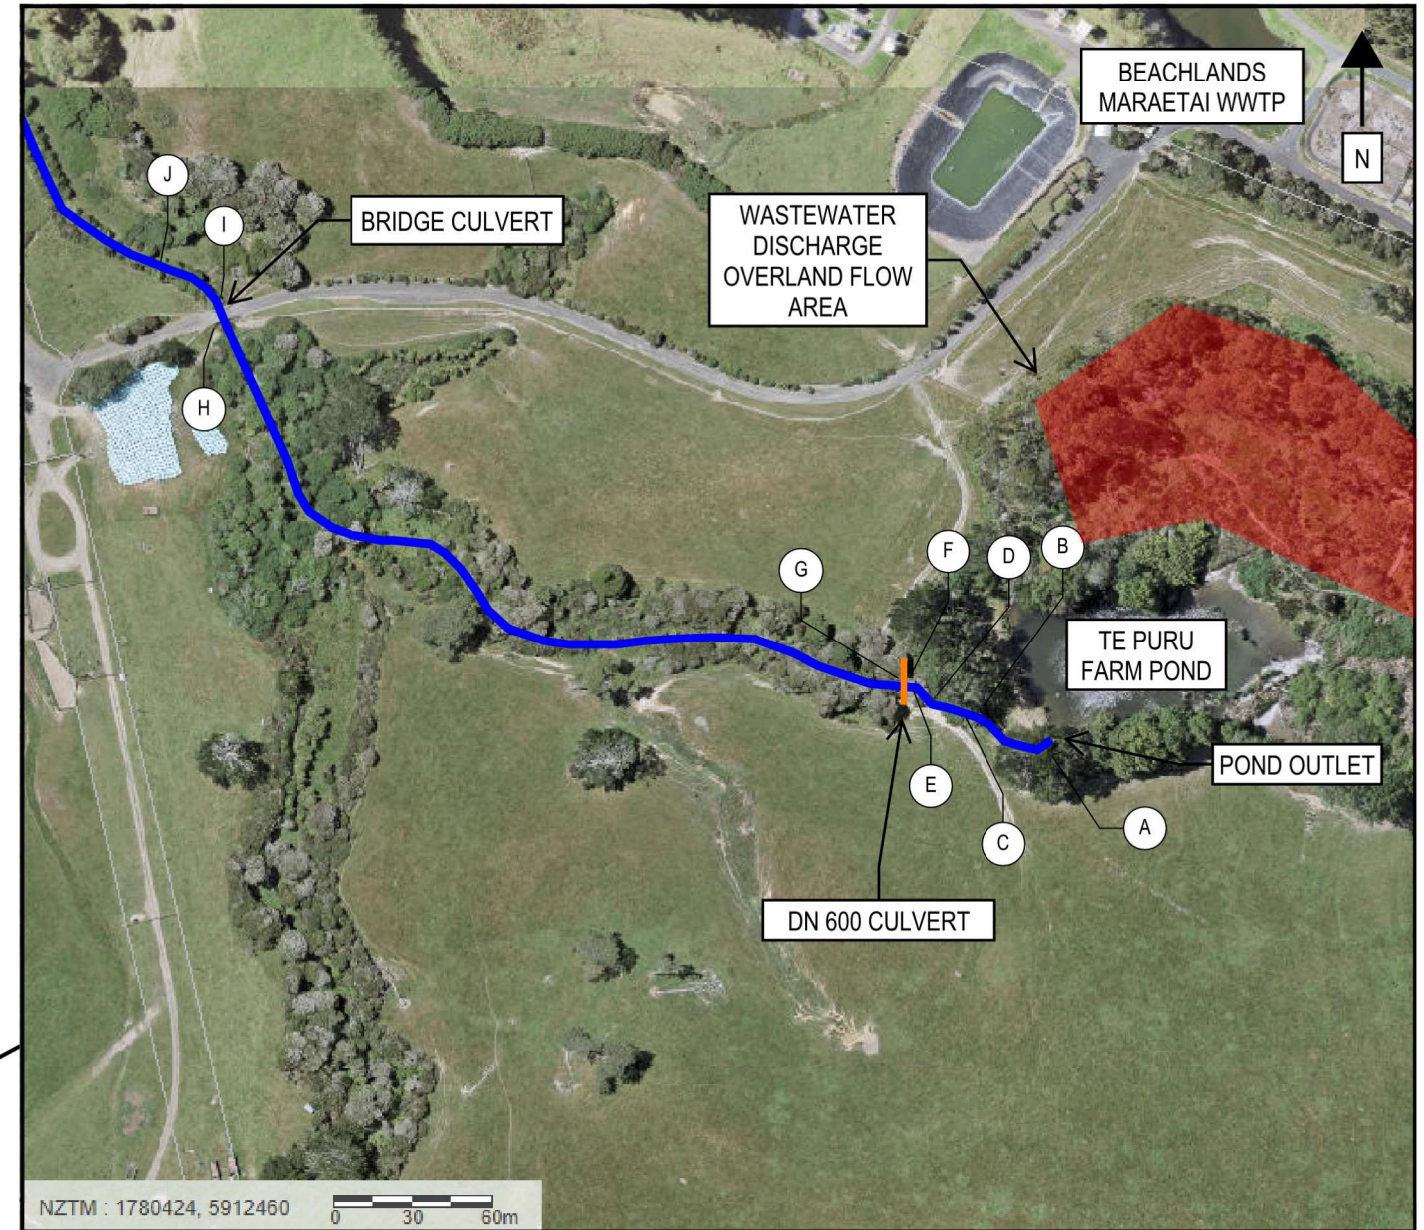 BEACHLANDS
MARAETAI WWTP
N
J
I
BRIDGE CULVERT
WASTEWATER
DISCHARGE
OVERLAND FLOW
AREA
H
F
D
B
G
TE PURU
FARM POND
POND OUTLET
E
A
C
DN 600 CULVERT
NZTM : 1780424, 5912460
0 30 60m